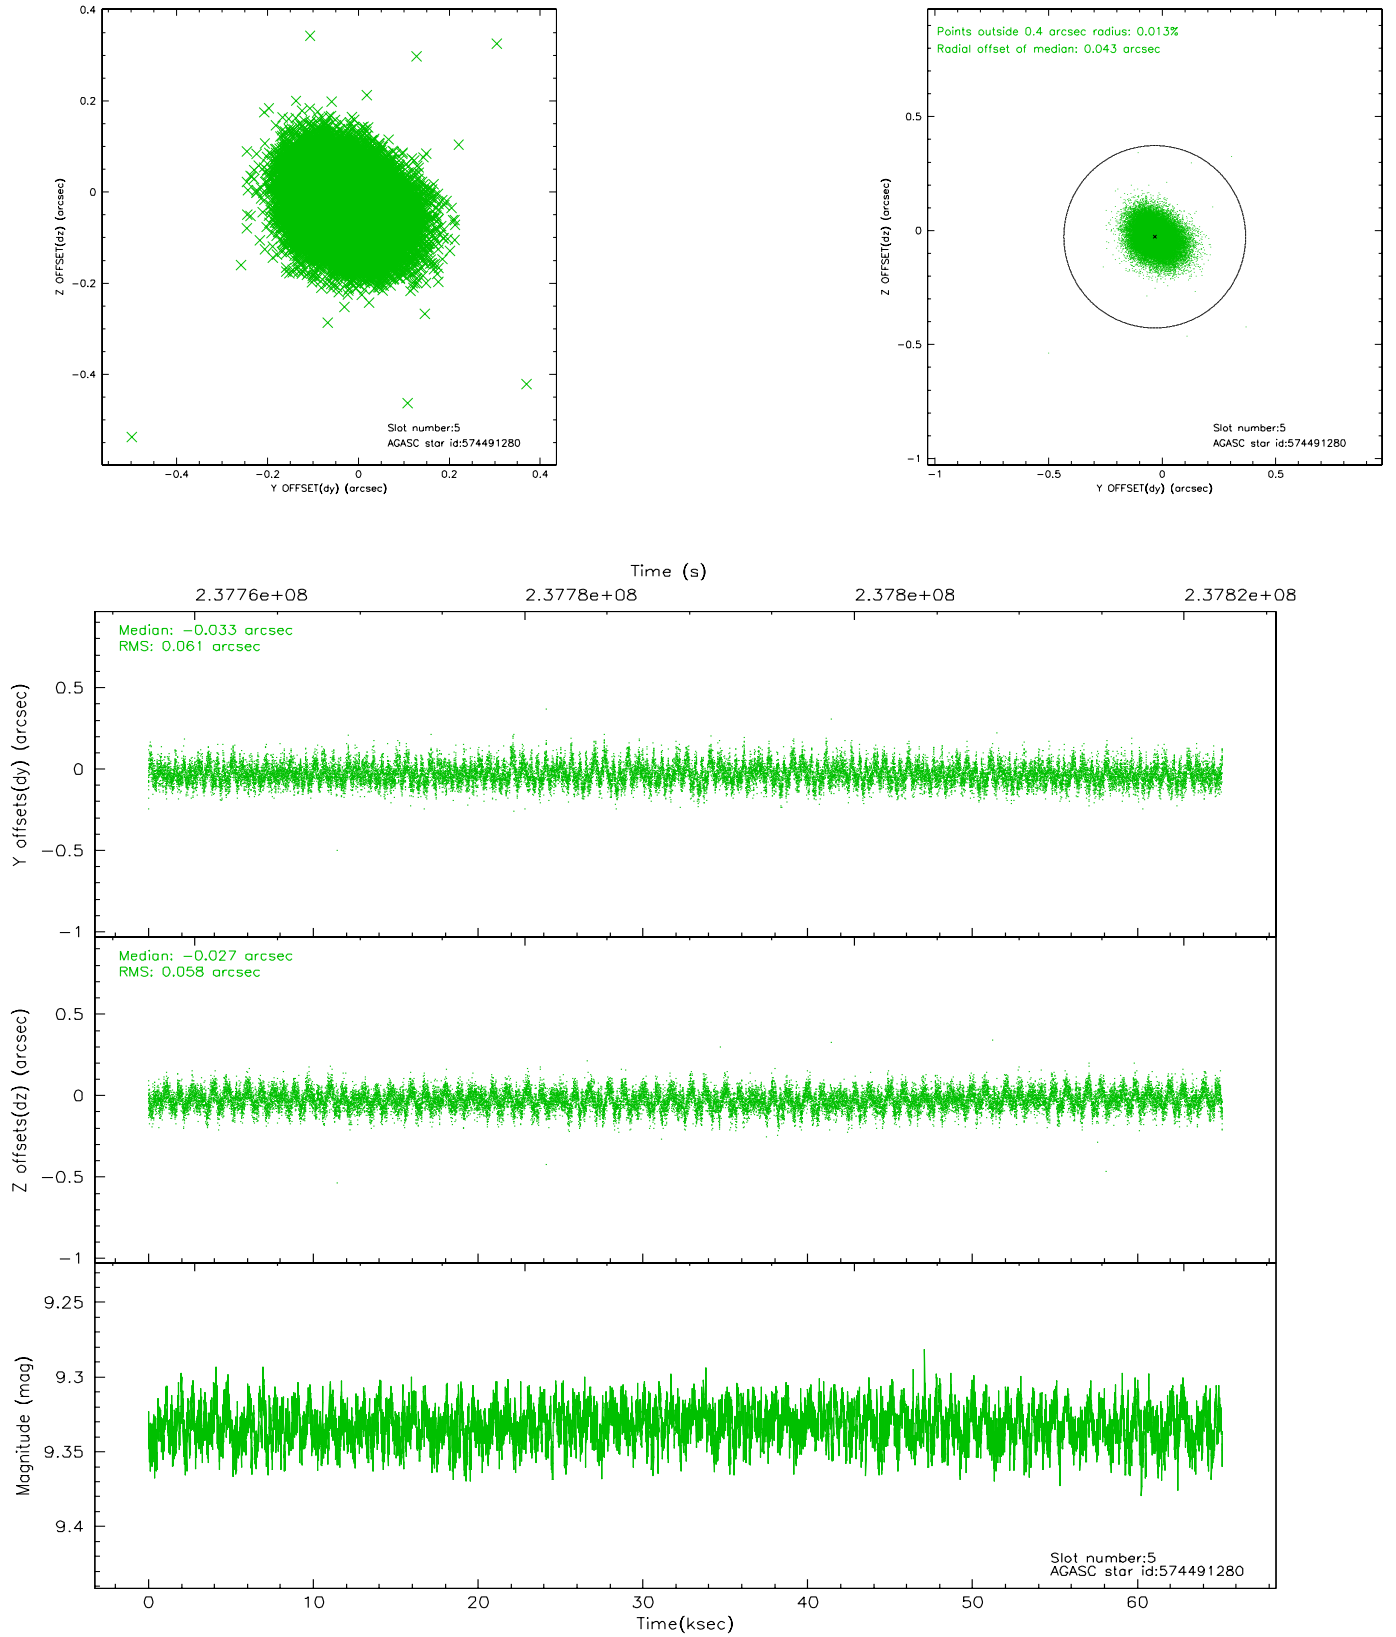 0.4
0.2
0
−0.2
−0.4
Z OFFSET(dz) (arcsec)
Slot number:5
AGASC star id:574491280
−0.4 −0.2 0 0.2 0.4
Y OFFSET(dy) (arcsec)
Points outside 0.4 arcsec radius: 0.013%
Radial offset of median: 0.043 arcsec
0.5
0
−0.5
−1
Z OFFSET(dz) (arcsec)
Slot number:5
AGASC star id:574491280
−1 −0.5 0 0.5
Y OFFSET(dy) (arcsec)
Time (s)
2.3776e+08 2.3778e+08 2.378e+08 2.3782e+08
Median: −0.033 arcsec
RMS: 0.061 arcsec
0.5
0
−0.5
−1
Y offsets(dy) (arcsec)
Median: −0.027 arcsec
RMS: 0.058 arcsec
0.5
0
−0.5
−1
Z offsets(dz) (arcsec)
9.25
9.3
9.35
9.4
Magnitude (mag)
Slot number:5
AGASC star id:574491280
0 10 20 30 40 50 60
Time(ksec)